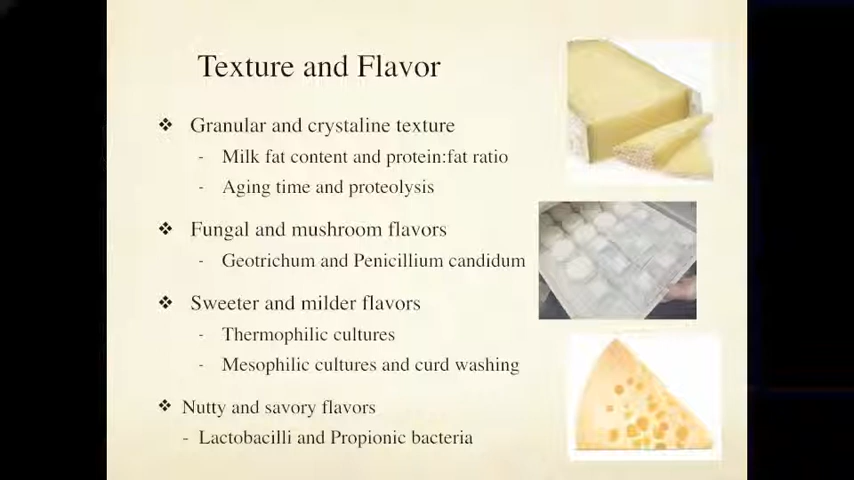 Texture and Flavor
❖ Granular and crystaline texture
- Milk fat content and protein:fat ratio
- Aging time and proteolysis
❖ Fungal and mushroom flavors
- Geotrichum and Penicillium candidum
❖ Sweeter and milder flavors
- Thermophilic cultures
- Mesophilic cultures and curd washing
❖ Nutty and savory flavors
- Lactobacilli and Propionic bacteria